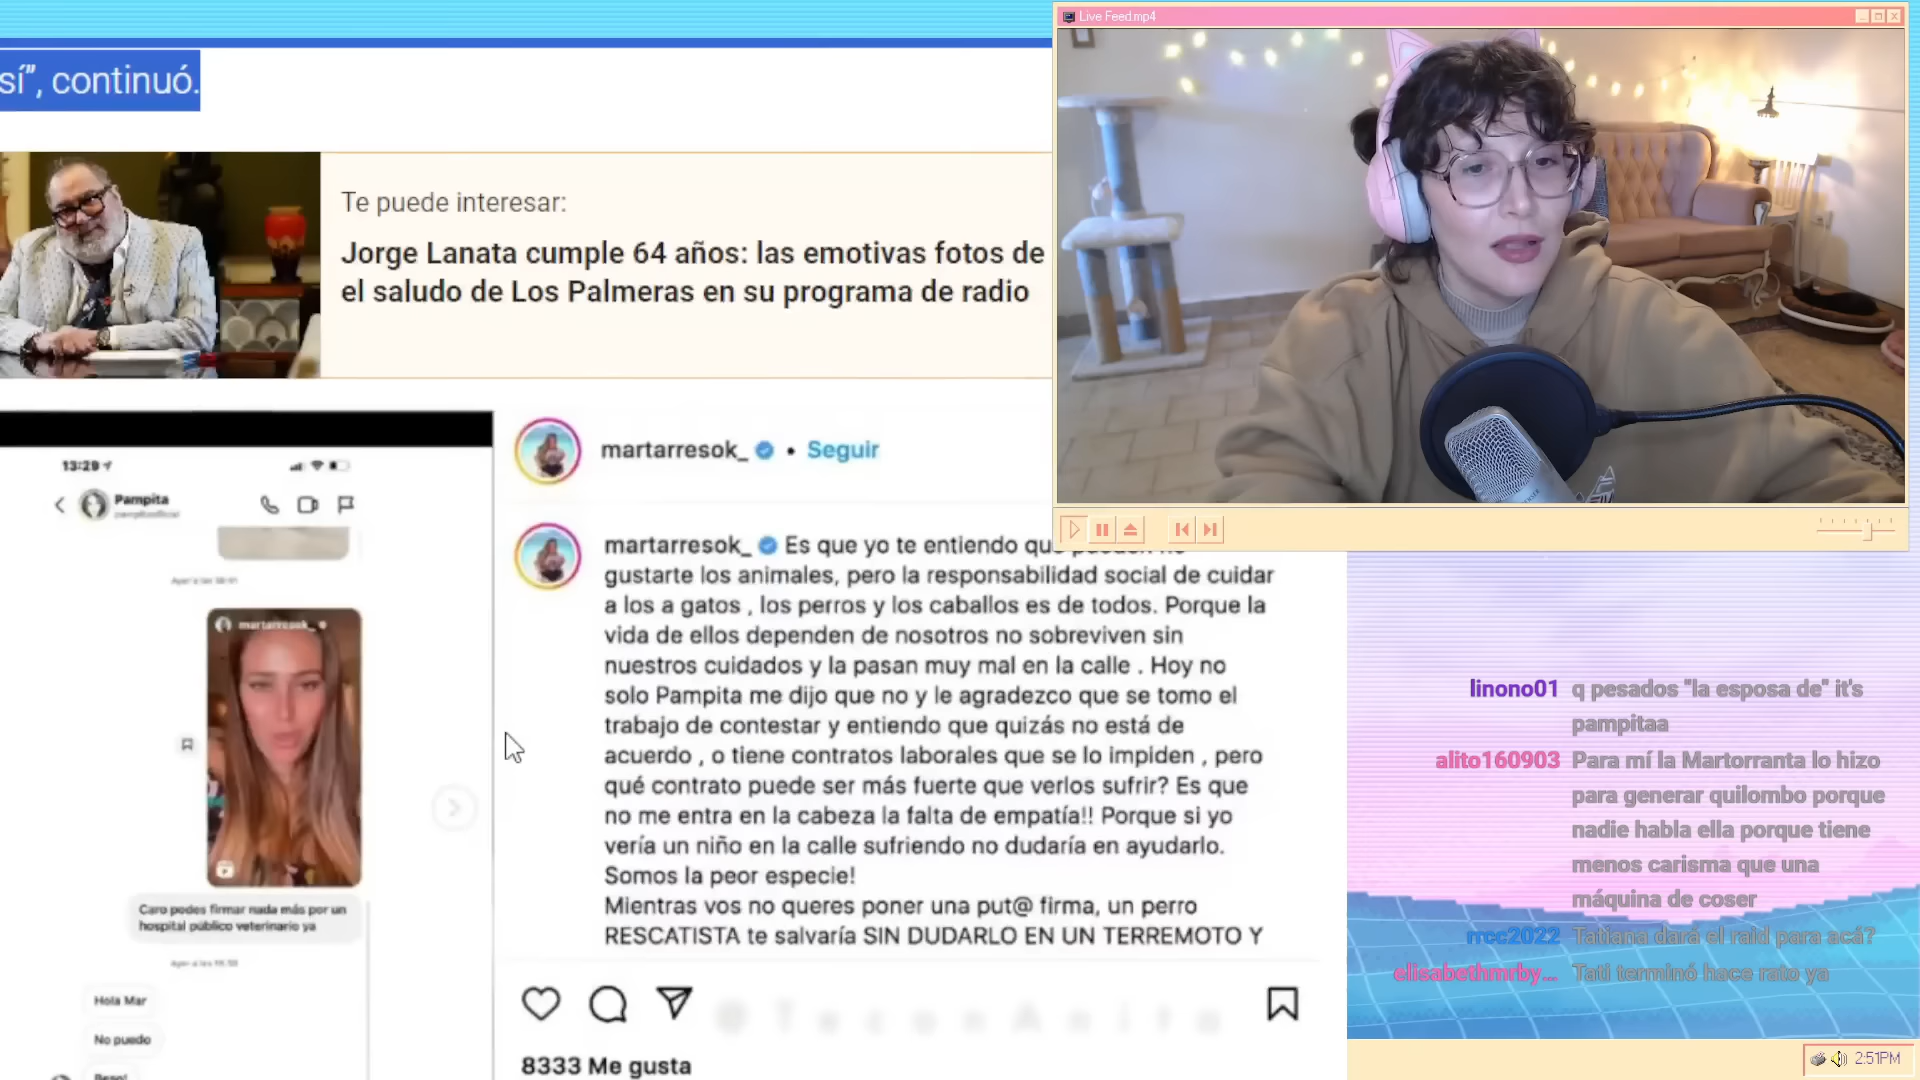 Live Feed.mp4
sí”, continuó.
Te puede interesar:
Jorge Lanata cumple 64 años: las emotivas fotos de
el saludo de Los Palmeras en su programa de radio
13:29
Pampita
martarresok_
Caro podes firmar nada más por un
hospital público veterinario ya
Hola Mar
No puedo
martarresok_ • Seguir
martarresok_ Es que yo te entiendo que
gustarte los animales, pero la responsabilidad social de cuidar
a los a gatos , los perros y los caballos es de todos. Porque la
vida de ellos dependen de nosotros no sobreviven sin
nuestros cuidados y la pasan muy mal en la calle . Hoy no
solo Pampita me dijo que no y le agradezco que se tomo el
trabajo de contestar y entiendo que quizás no está de
acuerdo , o tiene contratos laborales que se lo impiden , pero
qué contrato puede ser más fuerte que verlos sufrir? Es que
no me entra en la cabeza la falta de empatía!! Porque si yo
vería un niño en la calle sufriendo no dudaría en ayudarlo.
Somos la peor especie!
Mientras vos no queres poner una put@ firma, un perro
RESCATISTA te salvaría SIN DUDARLO EN UN TERREMOTO Y
@TeconAnita
8333 Me gusta
linono01 q pesados "la esposa de" it's
pampitaa
alito160903 Para mí la Martorranta lo hizo
para generar quilombo porque
nadie habla ella porque tiene
menos carisma que una
máquina de coser
rrcc2022 Tatiana dará el raid para acá?
elisabethmrby... Tati terminó hace rato ya
2:51PM